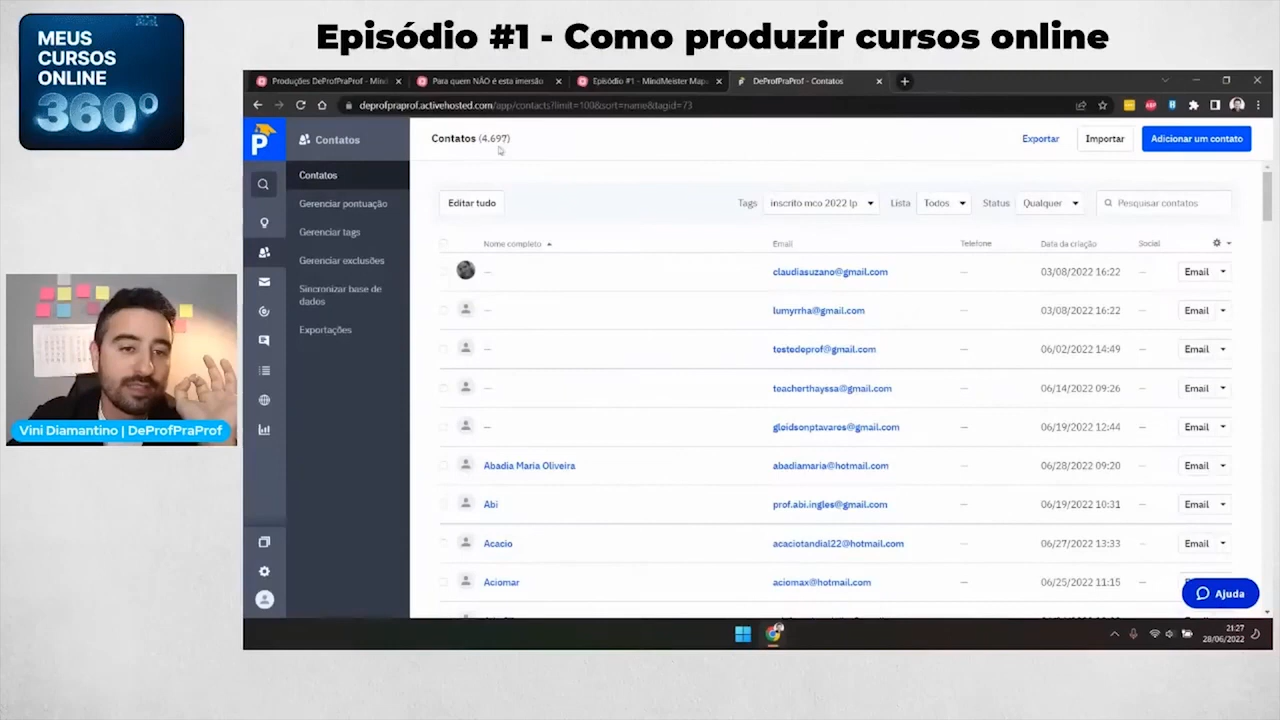 MEUS
CURSOS
ONLINE
360º
Episódio #1 - Como produzir cursos online
Produções DeProfPraProf - Mind
Para quem NÃO é esta imersão
Episódio #1 - MindMeister Mapa
DeProfPraProf - Contatos
deprofpraprof.activehosted.com/app/contacts?limit=100&sort=name&tagid=73
Contatos
Contatos (4.697)
Exportar
Importar
Adicionar um contato
Contatos
Gerenciar pontuação
Gerenciar tags
Gerenciar exclusões
Sincronizar base de
dados
Exportações
Editar tudo
Tags
inscrito mco 2022 lp
Lista
Todos
Status
Qualquer
Pesquisar contatos
Nome completo
Email
Telefone
Data da criação
Social
-- claudiasuzano@gmail.com -- 03/08/2022 16:22 -- Email
-- lumyrrha@gmail.com -- 03/08/2022 16:22 -- Email
-- testedeprof@gmail.com -- 06/02/2022 14:49 -- Email
-- teacherthayssa@gmail.com -- 06/14/2022 09:26 -- Email
-- gleidsonptavares@gmail.com -- 06/19/2022 12:44 -- Email
Abadia Maria Oliveira abadiamaria@hotmail.com -- 06/28/2022 09:20 -- Email
Abi prof.abi.ingles@gmail.com -- 06/19/2022 10:31 -- Email
Acacio acaciotandial22@hotmail.com -- 06/27/2022 13:33 -- Email
Aciomar aciomax@hotmail.com -- 06/25/2022 11:15 --
Ajuda
Vini Diamantino | DeProfPraProf
21:27
28/06/2022